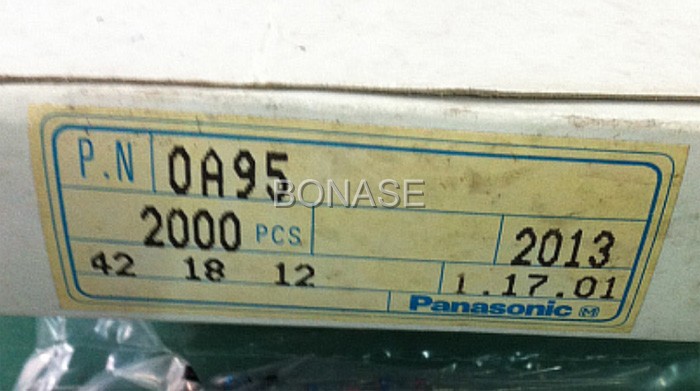 P.N 0A95
BONASE
2000 PCS 2013
42 18 12 1.17.01
Panasonic M